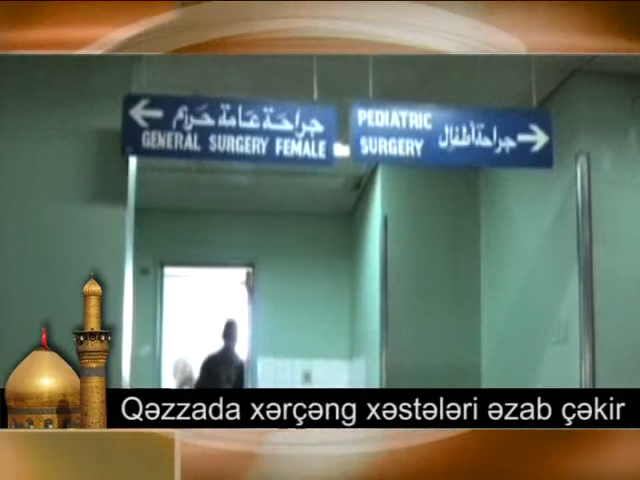 جراحة عامة حريم
GENERAL SURGERY FEMALE
PEDIATRIC
SURGERY
جراحة أطفال
Qəzzada xərçəng xəstələri əzab çəkir